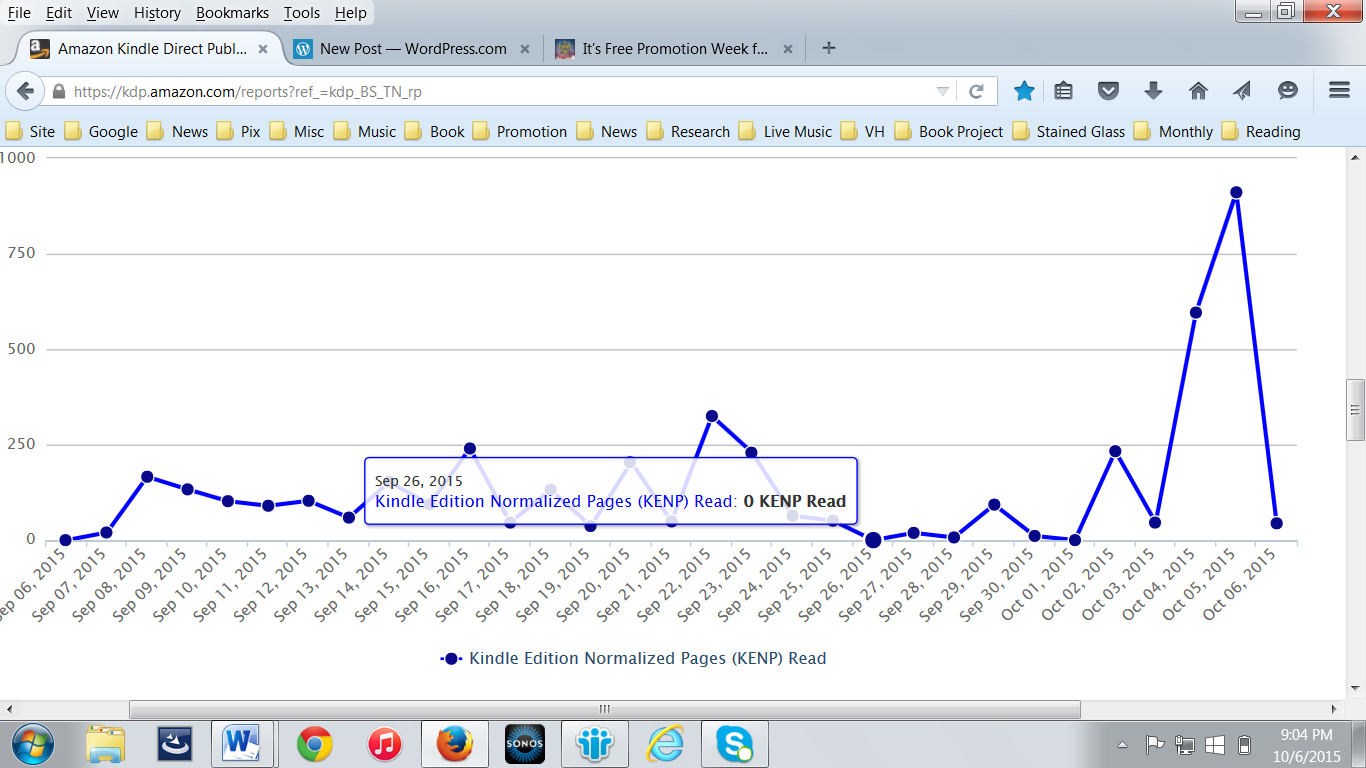 File Edit View History Bookmarks Tools Help
Amazon Kindle Direct Publ... × New Post — WordPress.com × It's Free Promotion Week f... × +
https://kdp.amazon.com/reports?ref_=kdp_BS_TN_rp
Site Google News Pix Misc Music Book Promotion News Research Live Music VH Book Project Stained Glass Monthly Reading
1000
750
500
250
0
Sep 26, 2015
Kindle Edition Normalized Pages (KENP) Read: 0 KENP Read
Sep 06, 2015
Sep 07, 2015
Sep 08, 2015
Sep 09, 2015
Sep 10, 2015
Sep 11, 2015
Sep 12, 2015
Sep 13, 2015
Sep 14, 2015
Sep 15, 2015
Sep 16, 2015
Sep 17, 2015
Sep 18, 2015
Sep 19, 2015
Sep 20, 2015
Sep 21, 2015
Sep 22, 2015
Sep 23, 2015
Sep 24, 2015
Sep 25, 2015
Sep 26, 2015
Sep 27, 2015
Sep 28, 2015
Sep 29, 2015
Sep 30, 2015
Oct 01, 2015
Oct 02, 2015
Oct 03, 2015
Oct 04, 2015
Oct 05, 2015
Oct 06, 2015
Kindle Edition Normalized Pages (KENP) Read
SONOS
9:04 PM
10/6/2015